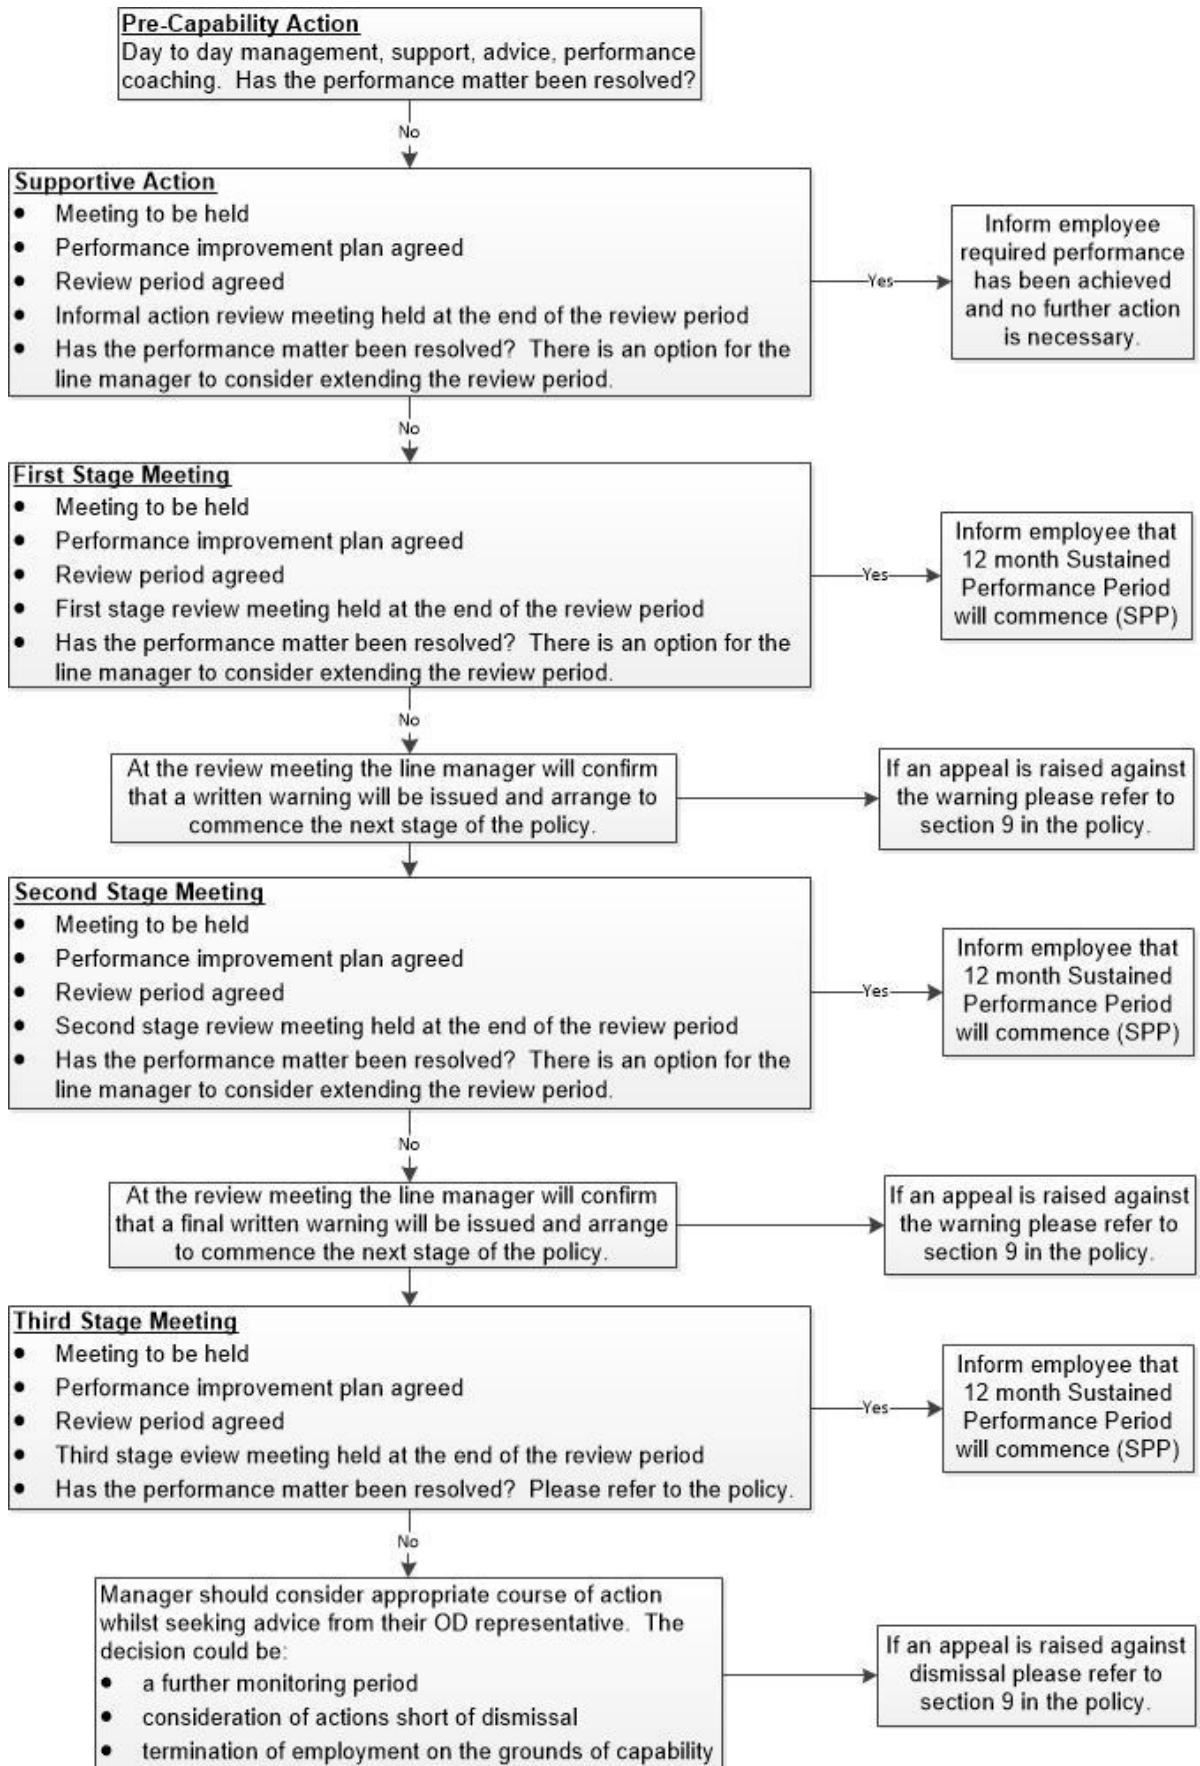 Pre-Capability Action
Day to day management, support, advice, performance
coaching.  Has the performance matter been resolved?
No
Supportive Action
• Meeting to be held
• Performance improvement plan agreed
• Review period agreed
• Informal action review meeting held at the end of the review period
• Has the performance matter been resolved?  There is an option for the
line manager to consider extending the review period.
Yes
Inform employee
required performance
has been achieved
and no further action
is necessary.
No
First Stage Meeting
• Meeting to be held
• Performance improvement plan agreed
• Review period agreed
• First stage review meeting held at the end of the review period
• Has the performance matter been resolved?  There is an option for the
line manager to consider extending the review period.
Yes
Inform employee that
12 month Sustained
Performance Period
will commence (SPP)
No
At the review meeting the line manager will confirm
that a written warning will be issued and arrange to
commence the next stage of the policy.
If an appeal is raised against
the warning please refer to
section 9 in the policy.
Second Stage Meeting
• Meeting to be held
• Performance improvement plan agreed
• Review period agreed
• Second stage review meeting held at the end of the review period
• Has the performance matter been resolved?  There is an option for the
line manager to consider extending the review period.
Yes
Inform employee that
12 month Sustained
Performance Period
will commence (SPP)
No
At the review meeting the line manager will confirm
that a final written warning will be issued and arrange
to commence the next stage of the policy.
If an appeal is raised against
the warning please refer to
section 9 in the policy.
Third Stage Meeting
• Meeting to be held
• Performance improvement plan agreed
• Review period agreed
• Third stage eview meeting held at the end of the review period
• Has the performance matter been resolved?  Please refer to the policy.
Yes
Inform employee that
12 month Sustained
Performance Period
will commence (SPP)
No
Manager should consider appropriate course of action
whilst seeking advice from their OD representative.  The
decision could be:
• a further monitoring period
• consideration of actions short of dismissal
• termination of employment on the grounds of capability
If an appeal is raised against
dismissal please refer to
section 9 in the policy.